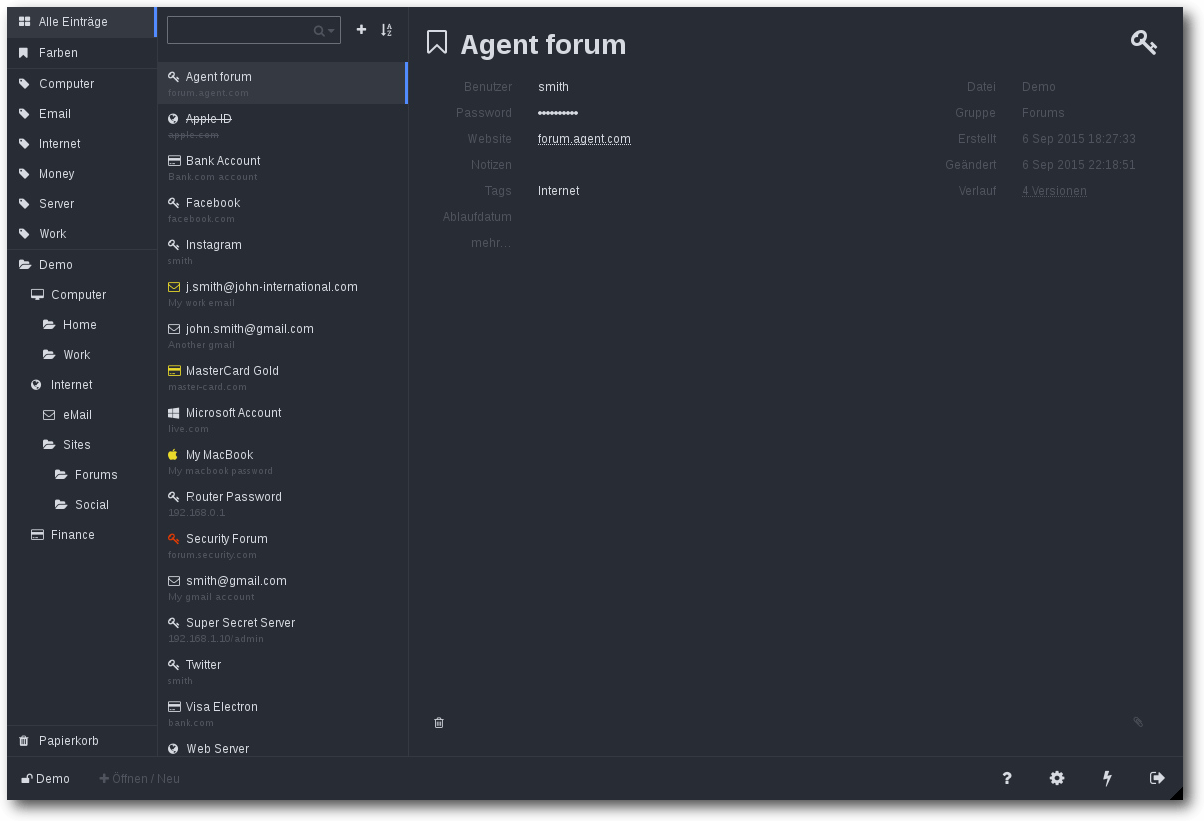 Alle Einträge
Farben
Computer
Email
Internet
Money
Server
Work
Demo
Computer
Home
Work
Internet
eMail
Sites
Forums
Social
Finance
Papierkorb
Agent forum
forum.agent.com
Apple ID
apple.com
Bank Account
Bank.com account
Facebook
facebook.com
Instagram
smith
j.smith@john-international.com
My work email
john.smith@gmail.com
Another gmail
MasterCard Gold
master-card.com
Microsoft Account
live.com
My MacBook
My macbook password
Router Password
192.168.0.1
Security Forum
forum.security.com
smith@gmail.com
My gmail account
Super Secret Server
192.168.1.10/admin
Twitter
smith
Visa Electron
bank.com
Web Server
Agent forum
Benutzer smith
Password ••••••••••
Website forum.agent.com
Notizen
Tags Internet
Ablaufdatum
mehr...
Datei Demo
Gruppe Forums
Erstellt 6 Sep 2015 18:27:33
Geändert 6 Sep 2015 22:18:51
Verlauf 4 Versionen
Demo
Öffnen / Neu